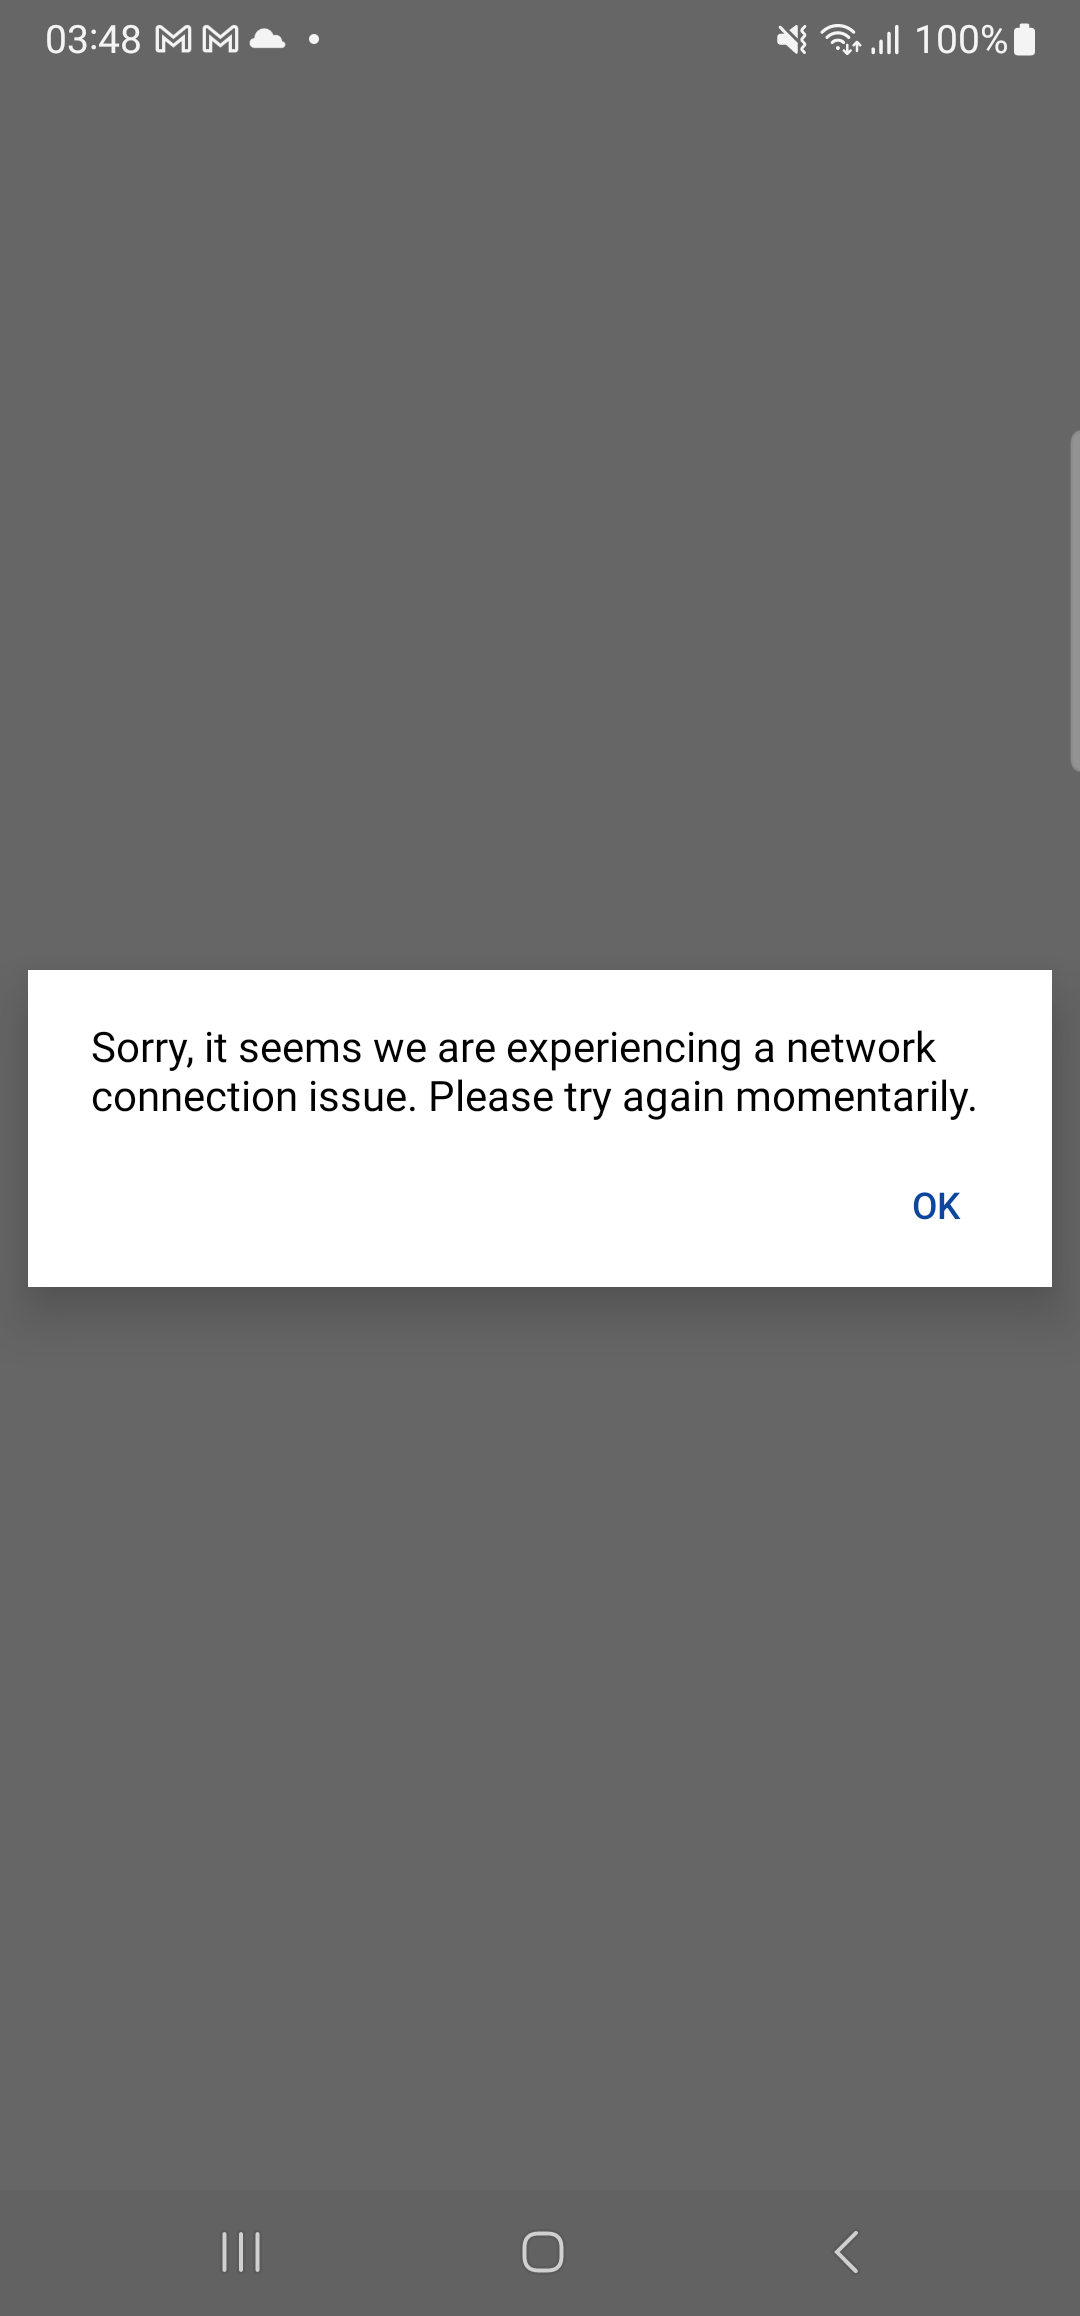 03:48
100%
Sorry, it seems we are experiencing a network
connection issue. Please try again momentarily.
OK